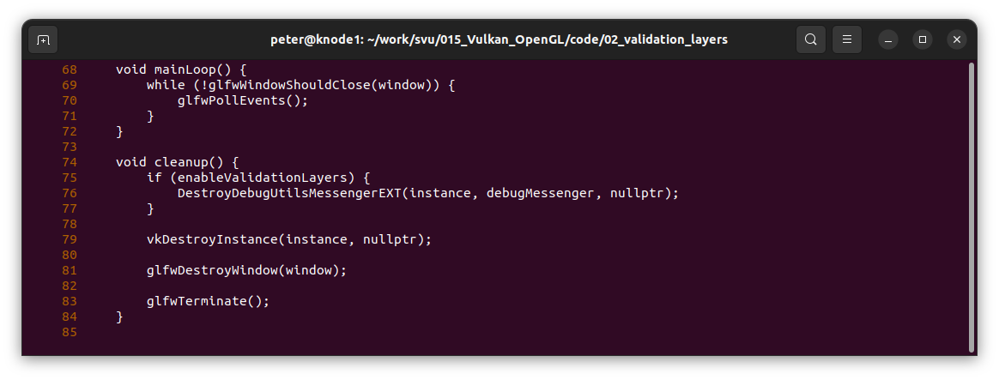 peter@knode1: ~/work/svu/015_Vulkan_OpenGL/code/02_validation_layers
68     void mainLoop() {
69         while (!glfwWindowShouldClose(window)) {
70             glfwPollEvents();
71         }
72     }
73
74     void cleanup() {
75         if (enableValidationLayers) {
76             DestroyDebugUtilsMessengerEXT(instance, debugMessenger, nullptr);
77         }
78
79         vkDestroyInstance(instance, nullptr);
80
81         glfwDestroyWindow(window);
82
83         glfwTerminate();
84     }
85